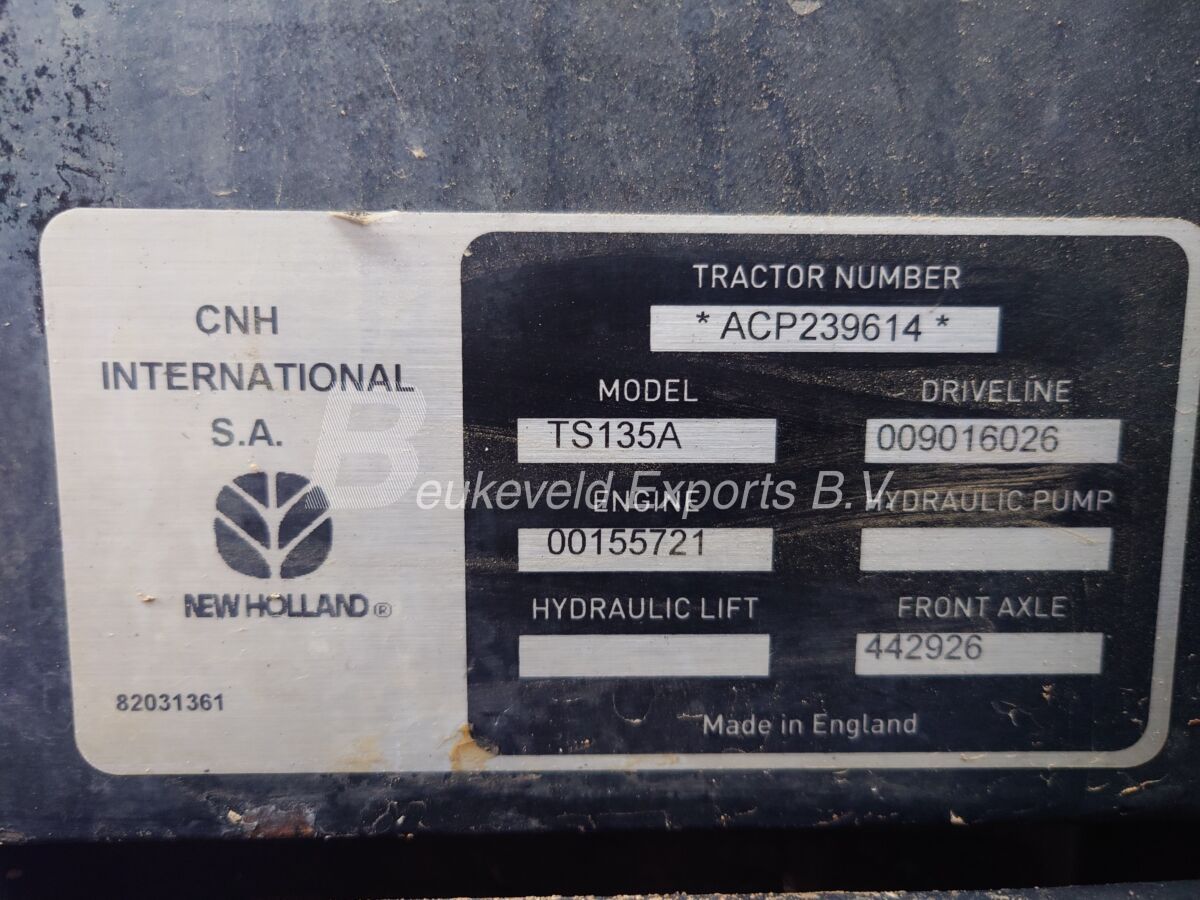 CNH
INTERNATIONAL
S.A.
NEW HOLLAND®
82031361
TRACTOR NUMBER
* ACP239614 *
MODEL
TS135A
DRIVELINE
009016026
ENGINE
00155721
HYDRAULIC PUMP
HYDRAULIC LIFT
FRONT AXLE
442926
Made in England
Beukeveld Exports B.V.